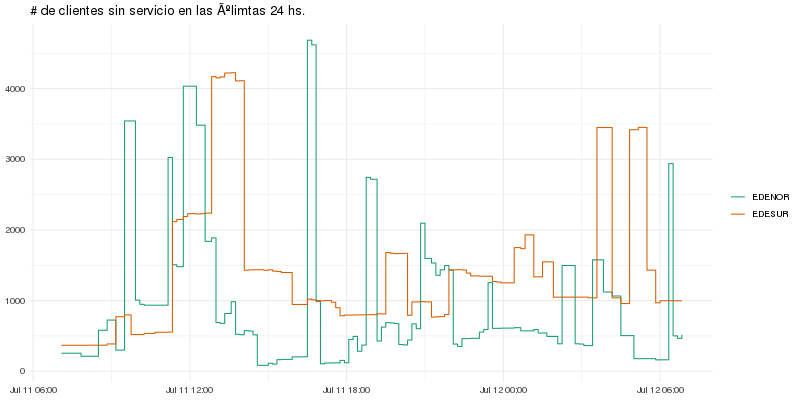 # de clientes sin servicio en las Ãºlimtas 24 hs.
4000
3000
2000
1000
0
Jul 11 06:00 Jul 11 12:00 Jul 11 18:00 Jul 12 00:00 Jul 12 06:00
EDENOR
EDESUR